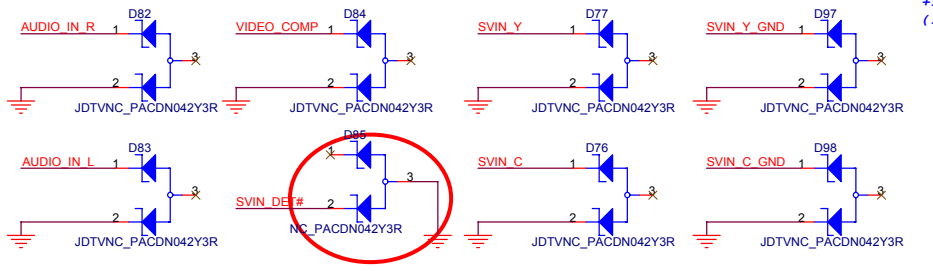 D82
AUDIO_IN_R 1
3
2
JDTVNC_PACDN042Y3R
D84
VIDEO_COMP 1
3
2
JDTVNC_PACDN042Y3R
D77
SVIN_Y 1
3
2
JDTVNC_PACDN042Y3R
D97
SVIN_Y_GND 1
3
2
JDTVNC_PACDN042Y3R
D83
AUDIO_IN_L 1
3
2
JDTVNC_PACDN042Y3R
D85
1
3
SVIN_DET# 2
NC_PACDN042Y3R
D76
SVIN_C 1
3
2
JDTVNC_PACDN042Y3R
D98
SVIN_C_GND 1
3
2
JDTVNC_PACDN042Y3R